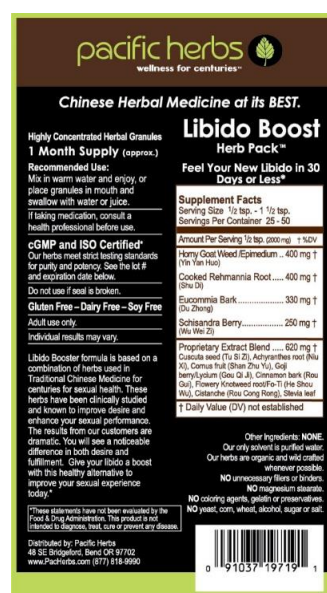 pacific herbs
wellness for centuries™
Chinese Herbal Medicine at its BEST.
Highly Concentrated Herbal Granules
1 Month Supply (approx.)
Recommended Use:
Mix in warm water and enjoy, or
place granules in mouth and
swallow with water or juice.
If taking medication, consult a
health professional before use.
cGMP and ISO Certified*
Our herbs meet strict testing standards
for purity and potency. See the lot #
and expiration date below.
Do not use if seal is broken.
Gluten Free – Dairy Free – Soy Free
Adult use only.
Individual results may vary.
Libido Booster formula is based on a
combination of herbs used in
Traditional Chinese Medicine for
centuries for sexual health. These
herbs have been clinically studied
and known to improve desire and
enhance your sexual performance.
The results from our customers are
dramatic. You will see a noticeable
difference in both desire and
fulfillment. Give your libido a boost
with this healthy alternative to
improve your sexual experience
today.*
*These statements have not been evaluated by the
Food & Drug Administration. This product is not
intended to diagnose, treat, cure or prevent any disease.
Distributed by: Pacific Herbs
48 SE Bridgeford, Bend OR 97702
www.PacHerbs.com (877) 818-9990
Libido Boost
Herb Pack™
Feel Your New Libido in 30
Days or Less*
Supplement Facts
Serving Size 1/2 tsp. - 1 1/2 tsp.
Servings Per Container 25 - 50
Amount Per Serving 1/2 tsp. (2000 mg) † %DV
Horny Goat Weed /Epimedium .. 400 mg †
(Yin Yan Huo)
Cooked Rehmannia Root ..... 400 mg †
(Shu Di)
Eucommia Bark .................. 330 mg †
(Du Zhong)
Schisandra Berry................. 250 mg †
(Wu Wei Zi)
Proprietary Extract Blend ..... 620 mg †
Cuscuta seed (Tu Si Zi), Achyranthes root (Niu
Xi), Cornus fruit (Shan Zhu Yu), Goji
berry/Lycium (Gou Qi Ji), Cinnamon bark (Rou
Gui), Flowery Knotweed root/Fo-Ti (He Shou
Wu), Cistanche (Rou Cong Rong), Stevia leaf
† Daily Value (DV) not established
Other Ingredients: NONE.
Our only solvent is purified water.
Our herbs are organic and wild crafted
whenever possible.
NO unnecessary fillers or binders.
NO magnesium stearate.
NO coloring agents, gelatin or preservatives.
NO yeast, corn, wheat, alcohol, sugar or salt.
0 91037 19719 1